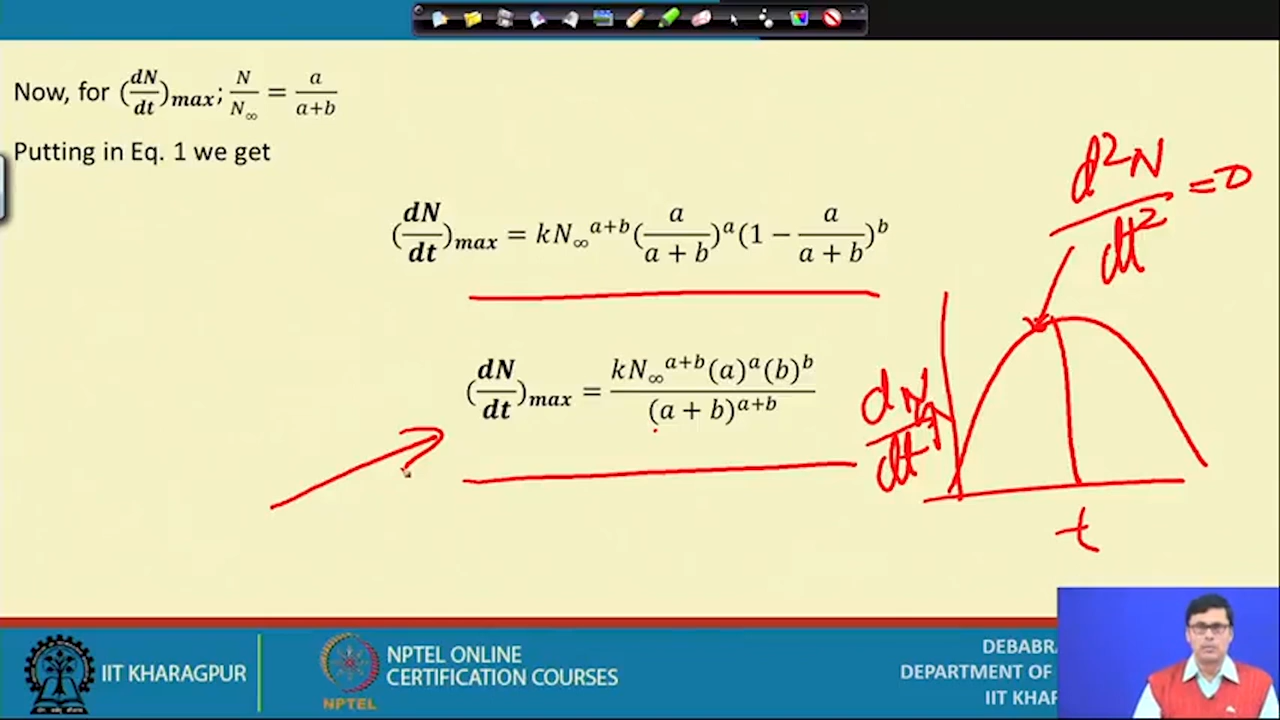 Now, for (dN/dt)max; N/N∞ = a/(a+b)
Putting in Eq. 1 we get
(dN/dt)max = kN∞^(a+b) (a/(a+b))^a (1 − a/(a+b))^b
(dN/dt)max = kN∞^(a+b) (a)^a (b)^b / (a+b)^(a+b)
d²N/dt² = 0
dN/dt
t
IIT KHARAGPUR
NPTEL
NPTEL ONLINE
CERTIFICATION COURSES
DEBABRA
DEPARTMENT OF
IIT KHAR